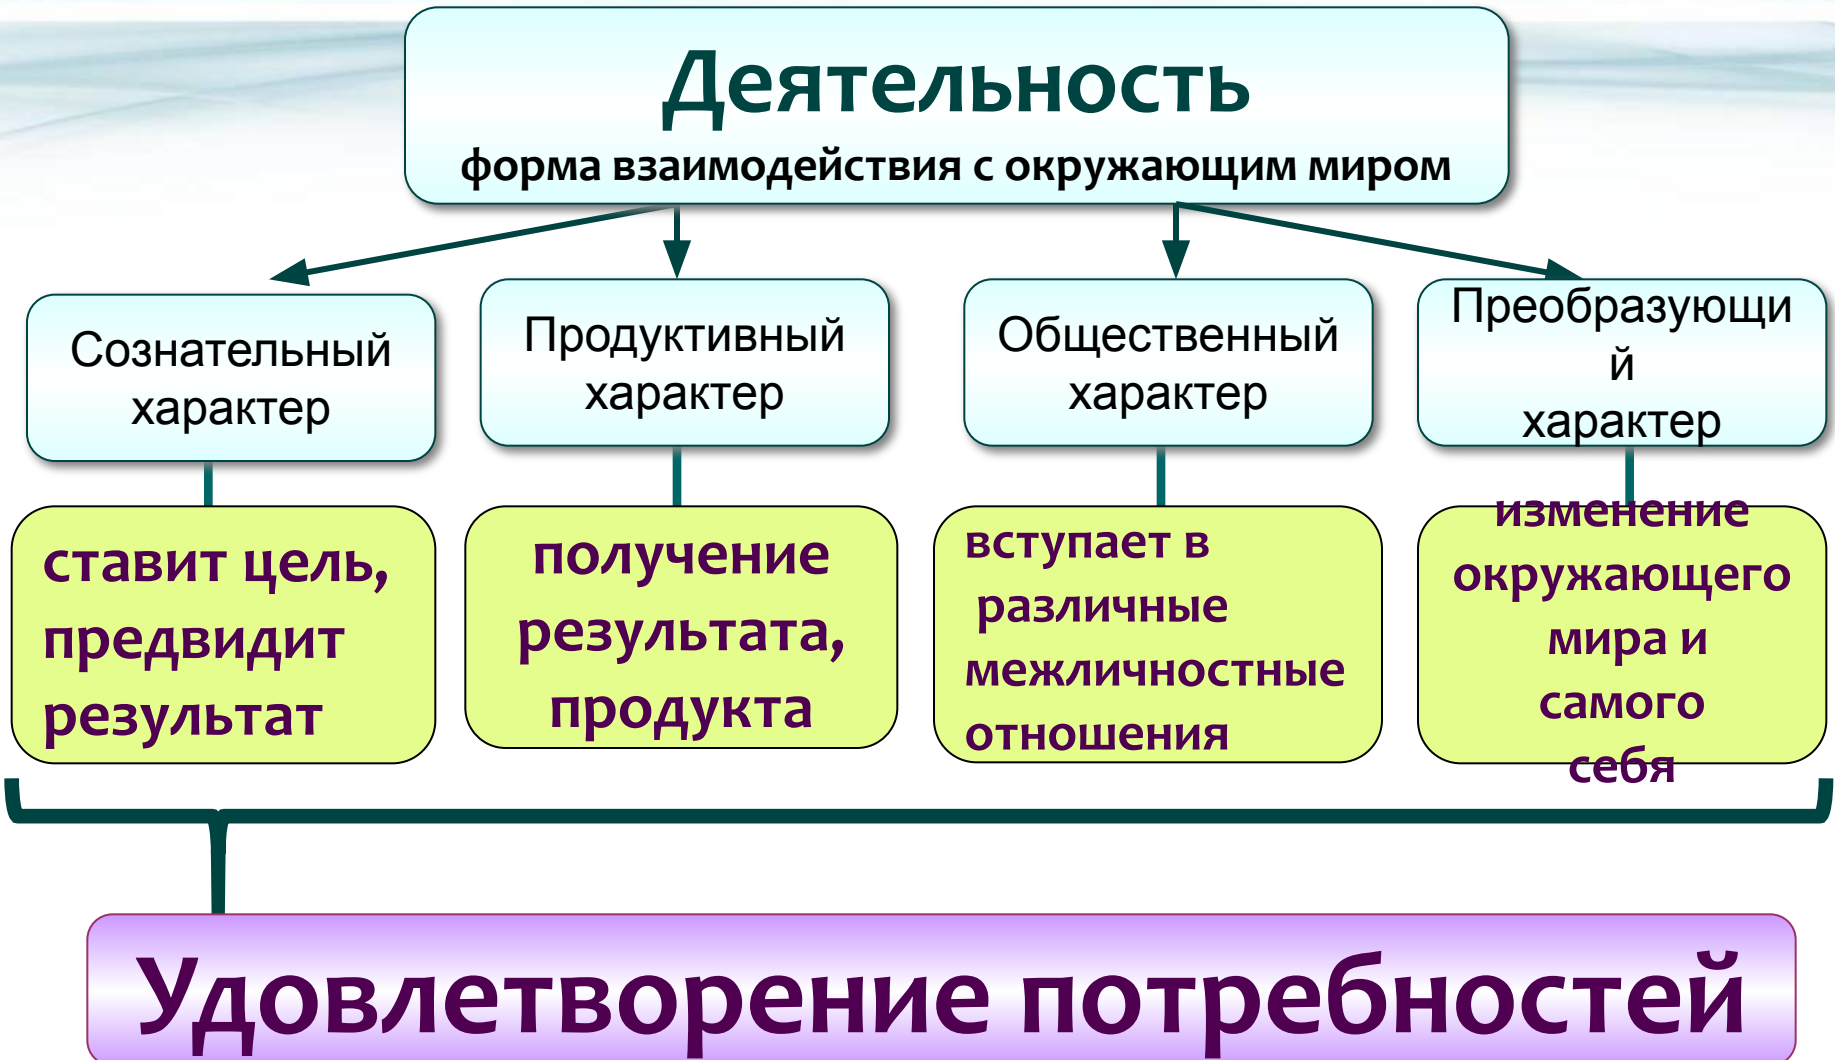 Деятельность
форма взаимодействия с окружающим миром
Сознательный
характер
Продуктивный
характер
Общественный
характер
Преобразующи
й
характер
ставит цель,
предвидит
результат
получение
результата,
продукта
вступает в
различные
межличностные
отношения
изменение
окружающего
мира и
самого
себя
Удовлетворение потребностей